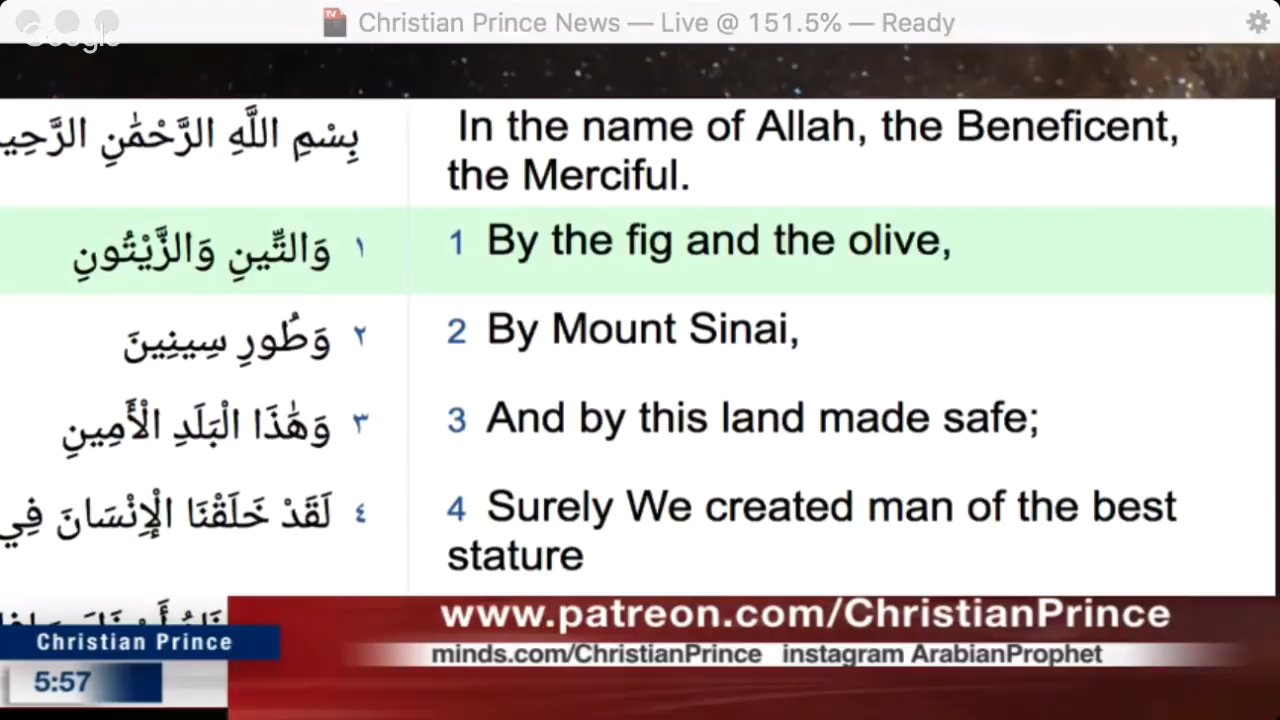 Christian Prince News — Live @ 151.5% — Ready
Google
بِسْمِ اللَّهِ الرَّحْمَٰنِ
In the name of Allah, the Beneficent,
the Merciful.
١ وَالتِّينِ وَالزَّيْتُونِ
1 By the fig and the olive,
٢ وَطُورِ سِينِينَ
2 By Mount Sinai,
٣ وَهَٰذَا الْبَلَدِ الْأَمِينِ
3 And by this land made safe;
٤ لَقَدْ خَلَقْنَا الْإِنْسَانَ فِي
4 Surely We created man of the best
stature
www.patreon.com/ChristianPrince
Christian Prince
minds.com/ChristianPrince instagram ArabianProphet
5:57